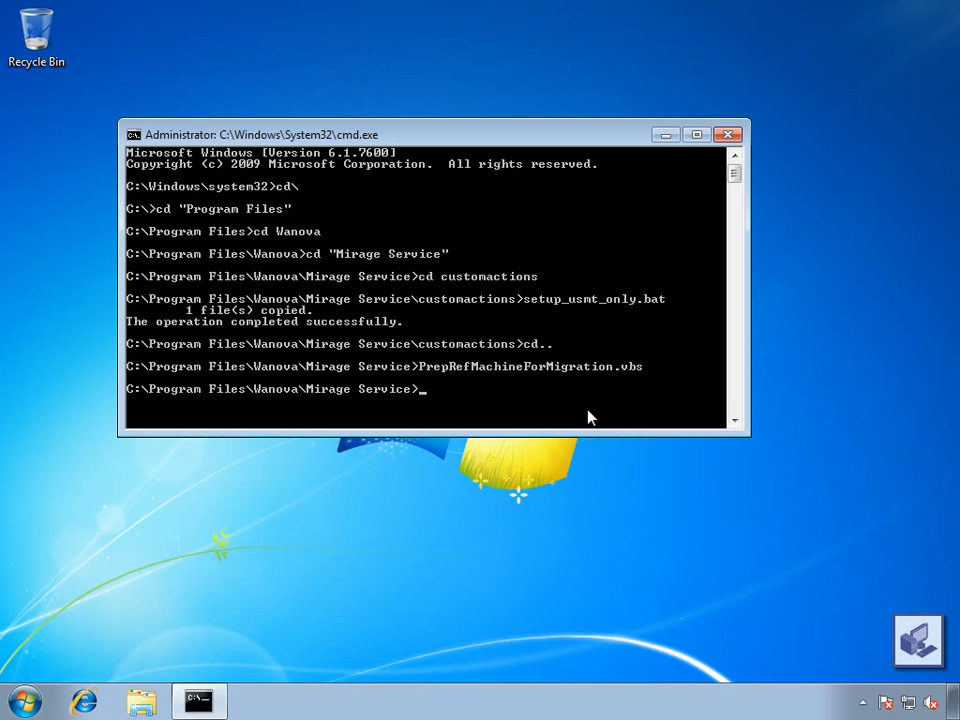 Recycle Bin
Administrator: C:\Windows\System32\cmd.exe
Microsoft Windows [Version 6.1.7600]
Copyright (c) 2009 Microsoft Corporation.  All rights reserved.
C:\Windows\system32>cd\
C:\>cd "Program Files"
C:\Program Files>cd Wanova
C:\Program Files\Wanova>cd "Mirage Service"
C:\Program Files\Wanova\Mirage Service>cd customactions
C:\Program Files\Wanova\Mirage Service\customactions>setup_usmt_only.bat
1 file(s) copied.
The operation completed successfully.
C:\Program Files\Wanova\Mirage Service\customactions>cd..
C:\Program Files\Wanova\Mirage Service>PrepRefMachineForMigration.vbs
C:\Program Files\Wanova\Mirage Service>_